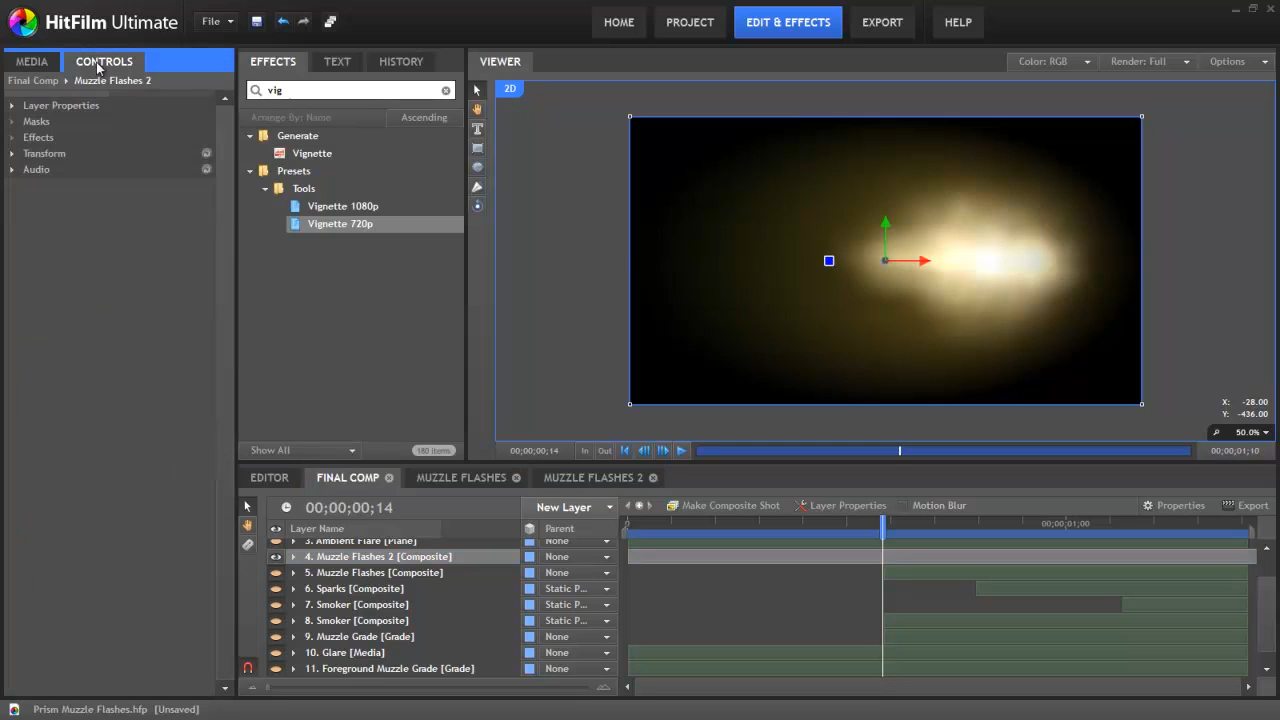 HitFilm Ultimate
File
HOME
PROJECT
EDIT & EFFECTS
EXPORT
HELP
MEDIA
CONTROLS
Final Comp
Muzzle Flashes 2
Layer Properties
Masks
Effects
Transform
Audio
EFFECTS
TEXT
HISTORY
vig
Arrange By: Name
Ascending
Generate
Vignette
Presets
Tools
Vignette 1080p
Vignette 720p
Show All
180 items
VIEWER
Color: RGB
Render: Full
Options
2D
X: -28.00
Y: -436.00
50.0%
00;00;00;14
In
Out
00;00;01;10
EDITOR
FINAL COMP
MUZZLE FLASHES
MUZZLE FLASHES 2
00;00;00;14
New Layer
Make Composite Shot
Layer Properties
Motion Blur
Properties
Export
Layer Name
Parent
0
00;00;01;00
3. Ambient Flare [Plane] None
4. Muzzle Flashes 2 [Composite] None
5. Muzzle Flashes [Composite] None
6. Sparks [Composite] Static P...
7. Smoker [Composite] Static P...
8. Smoker [Composite] Static P...
9. Muzzle Grade [Grade] None
10. Glare [Media] None
11. Foreground Muzzle Grade [Grade] None
Prism Muzzle Flashes.hfp [Unsaved]